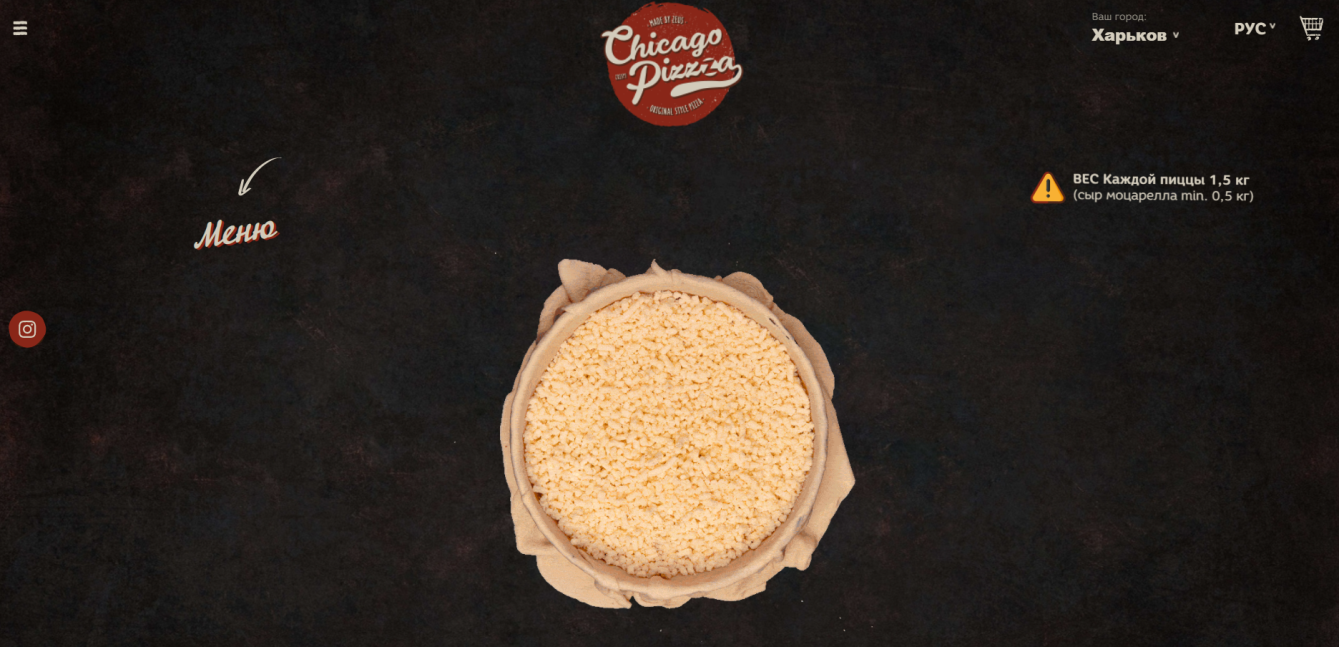 MADE BY ZEUS
Chicago
Pizzza
ORIGINAL STYLE PIZZA
Ваш город:
Харьков
РУС
ВЕС Каждой пиццы 1,5 кг
(сыр моцарелла min. 0,5 кг)
Меню